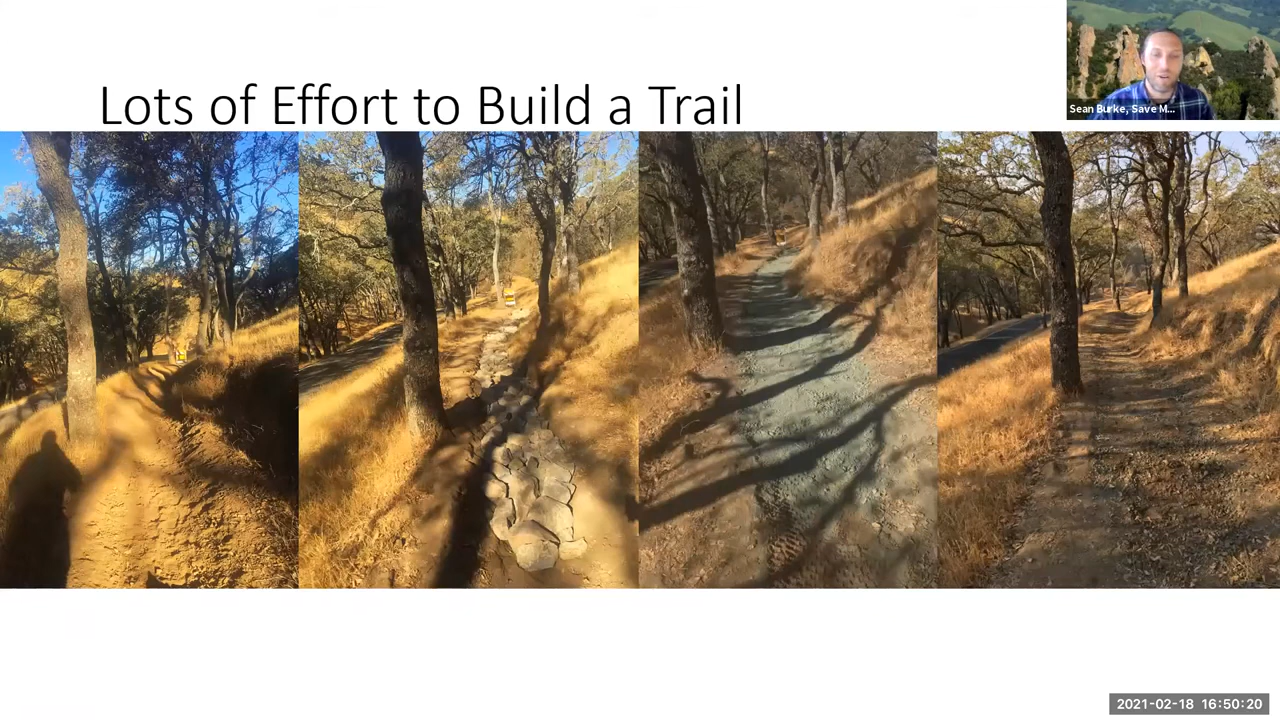 Lots of Effort to Build a Trail
Sean Burke, Save M...
2021-02-18 16:50:20